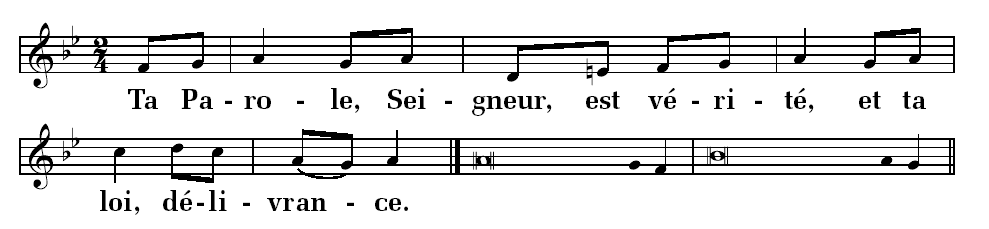 Ta Pa - ro - le, Sei - gneur, est vé - ri - té, et ta
loi, dé - li - vran - ce.